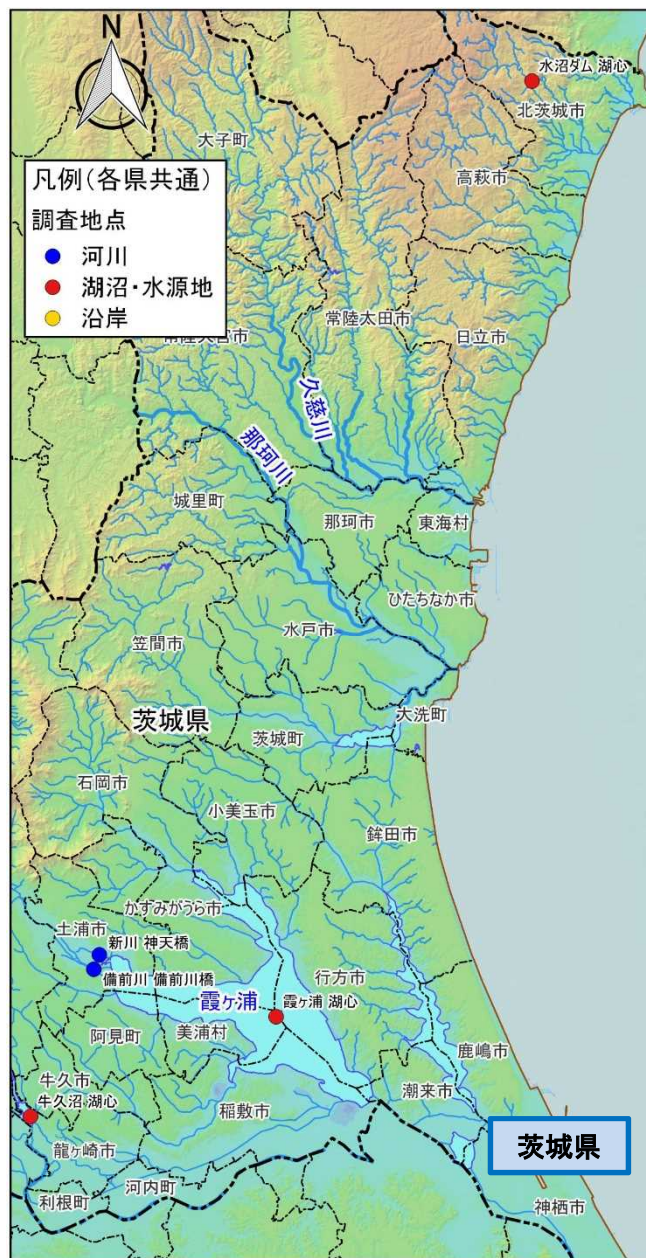 N
水沼ダム 湖心
北茨城市
大子町
高萩市
凡例(各県共通)
調査地点
河川
湖沼・水源地
沿岸
常陸太田市
日立市
常陸大宮市
久慈川
那珂川
城里町
那珂市
東海村
ひたちなか市
水戸市
笠間市
大洗町
茨城県
茨城町
石岡市
小美玉市
鉾田市
かすみがうら市
土浦市
新川 神天橋
備前川 備前川橋
行方市
霞ヶ浦
霞ヶ浦 湖心
美浦村
阿見町
鹿嶋市
牛久市
潮来市
牛久沼 湖心
稲敷市
龍ヶ崎市
茨城県
河内町
利根町
神栖市